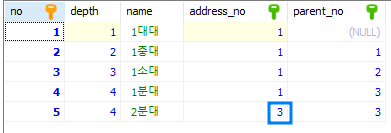 no depth name address_no parent_no
1 1 1대대 1 (NULL)
2 2 1중대 1 1
3 3 1소대 1 2
4 4 1분대 1 3
5 4 2분대 3 3